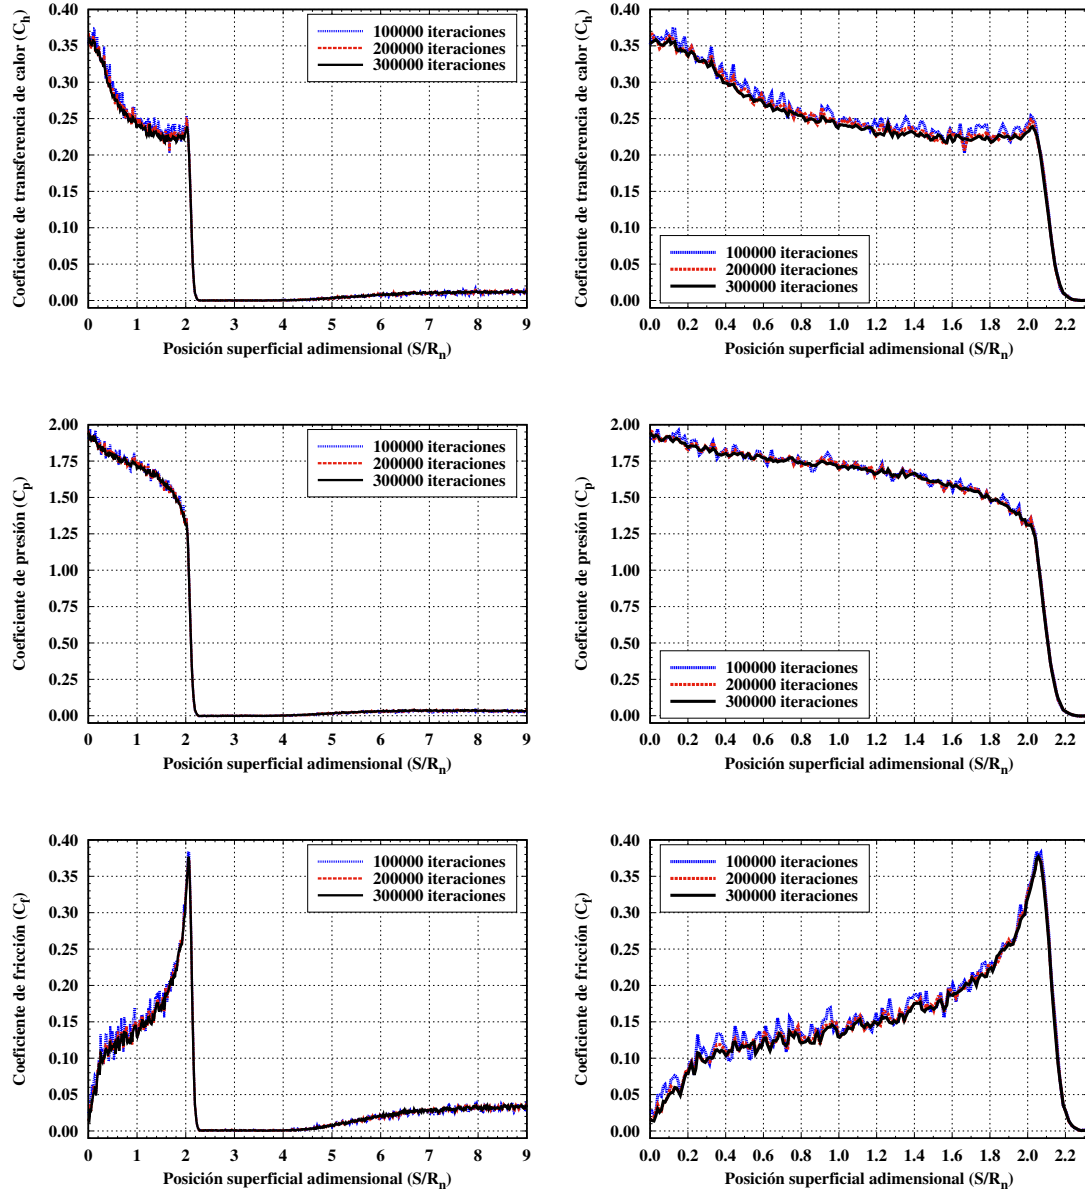 0.40
0.35
0.30
0.25
0.20
0.15
0.10
0.05
0.00
Coeficiente de transferencia de calor (C_h)
100000 iteraciones
200000 iteraciones
300000 iteraciones
0 1 2 3 4 5 6 7 8 9
Posición superficial adimensional (S/R_n)
0.40
0.35
0.30
0.25
0.20
0.15
0.10
0.05
0.00
Coeficiente de transferencia de calor (C_h)
100000 iteraciones
200000 iteraciones
300000 iteraciones
0.0 0.2 0.4 0.6 0.8 1.0 1.2 1.4 1.6 1.8 2.0 2.2
Posición superficial adimensional (S/R_n)
2.00
1.75
1.50
1.25
1.00
0.75
0.50
0.25
0.00
Coeficiente de presión (C_p)
100000 iteraciones
200000 iteraciones
300000 iteraciones
0 1 2 3 4 5 6 7 8 9
Posición superficial adimensional (S/R_n)
2.00
1.75
1.50
1.25
1.00
0.75
0.50
0.25
0.00
Coeficiente de presión (C_p)
100000 iteraciones
200000 iteraciones
300000 iteraciones
0.0 0.2 0.4 0.6 0.8 1.0 1.2 1.4 1.6 1.8 2.0 2.2
Posición superficial adimensional (S/R_n)
0.40
0.35
0.30
0.25
0.20
0.15
0.10
0.05
0.00
Coeficiente de fricción (C_f)
100000 iteraciones
200000 iteraciones
300000 iteraciones
0 1 2 3 4 5 6 7 8 9
Posición superficial adimensional (S/R_n)
0.40
0.35
0.30
0.25
0.20
0.15
0.10
0.05
0.00
Coeficiente de fricción (C_f)
100000 iteraciones
200000 iteraciones
300000 iteraciones
0.0 0.2 0.4 0.6 0.8 1.0 1.2 1.4 1.6 1.8 2.0 2.2
Posición superficial adimensional (S/R_n)